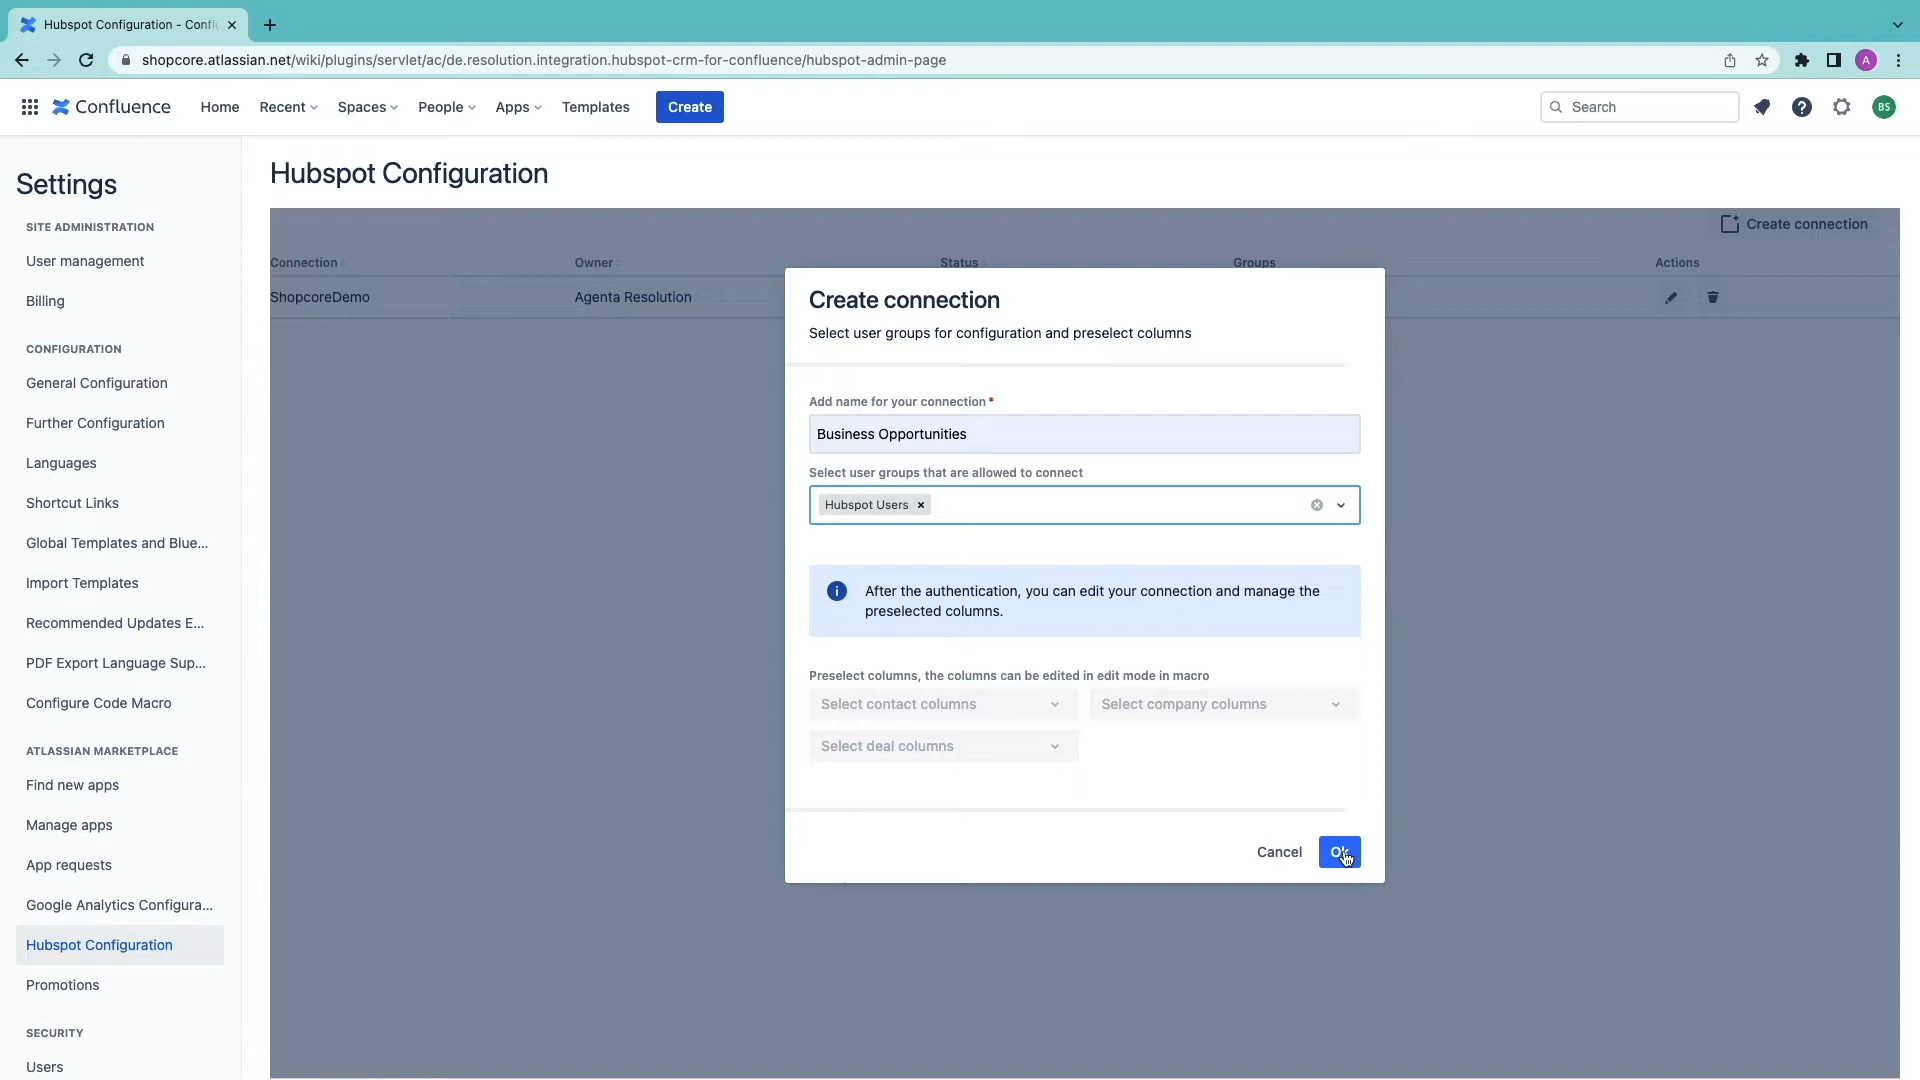 Hubspot Configuration - Confl
shopcore.atlassian.net/wiki/plugins/servlet/ac/de.resolution.integration.hubspot-crm-for-confluence/hubspot-admin-page
A
Confluence
Home
Recent
Spaces
People
Apps
Templates
Create
Search
BS
Settings
SITE ADMINISTRATION
User management
Billing
CONFIGURATION
General Configuration
Further Configuration
Languages
Shortcut Links
Global Templates and Blue...
Import Templates
Recommended Updates E...
PDF Export Language Sup...
Configure Code Macro
ATLASSIAN MARKETPLACE
Find new apps
Manage apps
App requests
Google Analytics Configura...
Hubspot Configuration
Promotions
SECURITY
Users
Hubspot Configuration
Create connection
Connection
Owner
Status
Groups
Actions
ShopcoreDemo
Agenta Resolution
Create connection
Select user groups for configuration and preselect columns
Add name for your connection *
Business Opportunities
Select user groups that are allowed to connect
Hubspot Users
After the authentication, you can edit your connection and manage the
preselected columns.
Preselect columns, the columns can be edited in edit mode in macro
Select contact columns
Select company columns
Select deal columns
Cancel
Ok